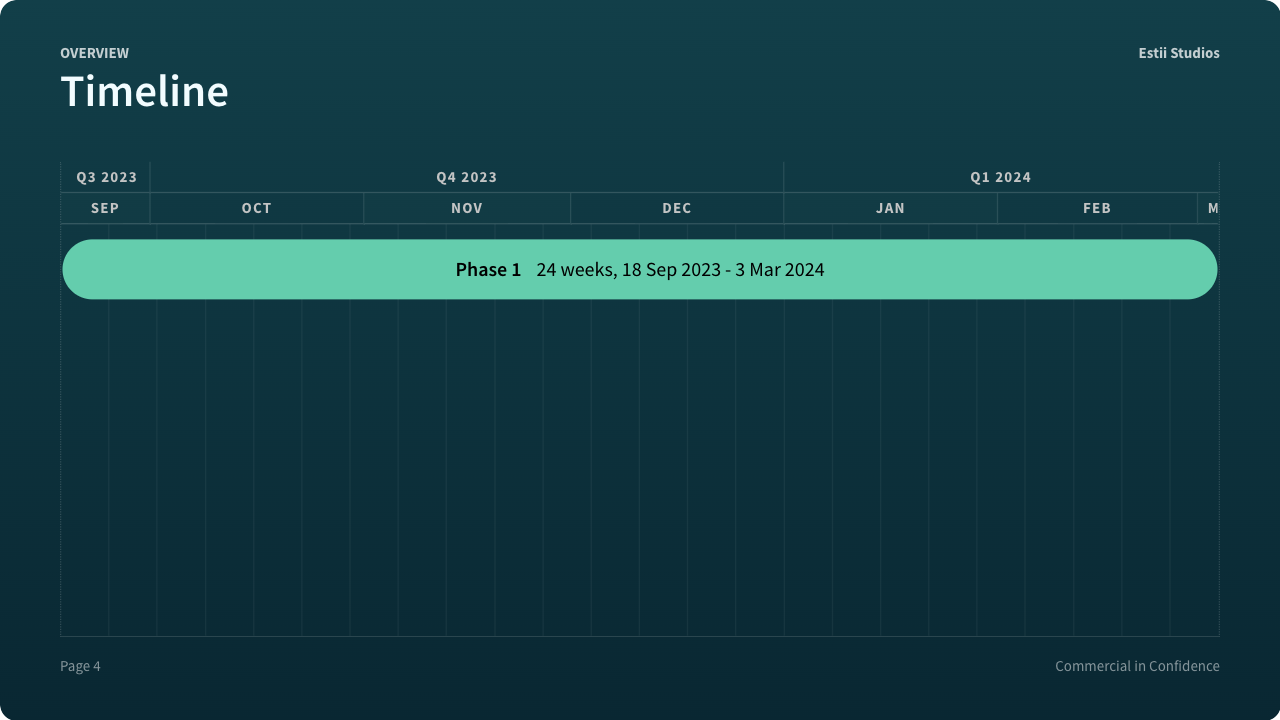 OVERVIEW
Estii Studios
Timeline
Q3 2023 Q4 2023 Q1 2024
SEP OCT NOV DEC JAN FEB M
Phase 1 24 weeks, 18 Sep 2023 - 3 Mar 2024
Page 4
Commercial in Confidence